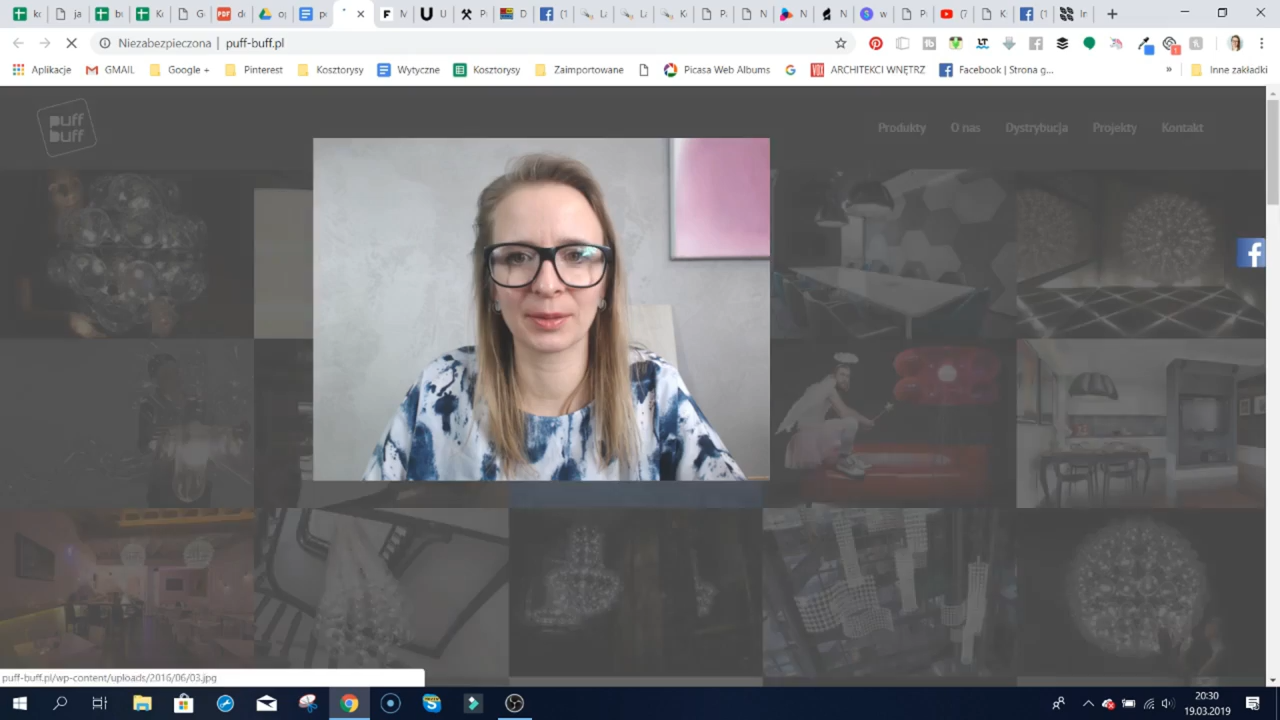 Niezabezpieczona | puff-buff.pl
Aplikacje GMAIL Google + Pinterest Kosztorysy Wytyczne Kosztorysy Zaimportowane Picasa Web Albums ARCHITEKCI WNĘTRZ Facebook | Strona g... » Inne zakładki
puff
buff
Produkty O nas Dystrybucja Projekty Kontakt
puff-buff.pl/wp-content/uploads/2016/06/03.jpg
20:30
19.03.2019